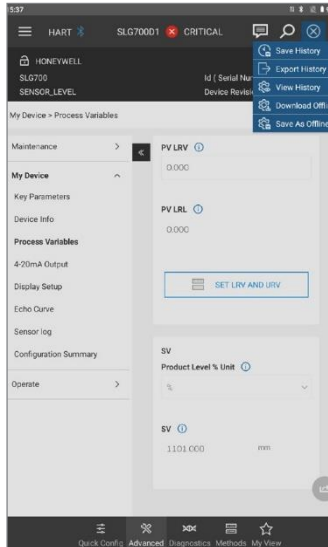 5:37
HART SLG700D1 CRITICAL
HONEYWELL
SLG700
SENSOR_LEVEL
Id ( Serial Nu
Device Revisi
Save History
Export History
View History
Download Offli
Save As Offline
My Device > Process Variables
Maintenance
My Device
Key Parameters
Device Info
Process Variables
4-20mA Output
Display Setup
Echo Curve
Sensor log
Configuration Summary
Operate
PV LRV
0.000
PV LRL
0.000
SET LRV AND URV
SV
Product Level % Unit
%
SV
1101.000 mm
Quick Config Advanced Diagnostics Methods My View